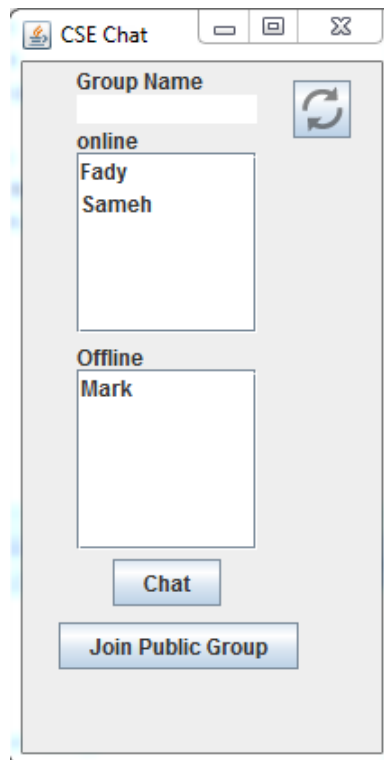 CSE Chat
Group Name
online
Fady
Sameh
Offline
Mark
Chat
Join Public Group